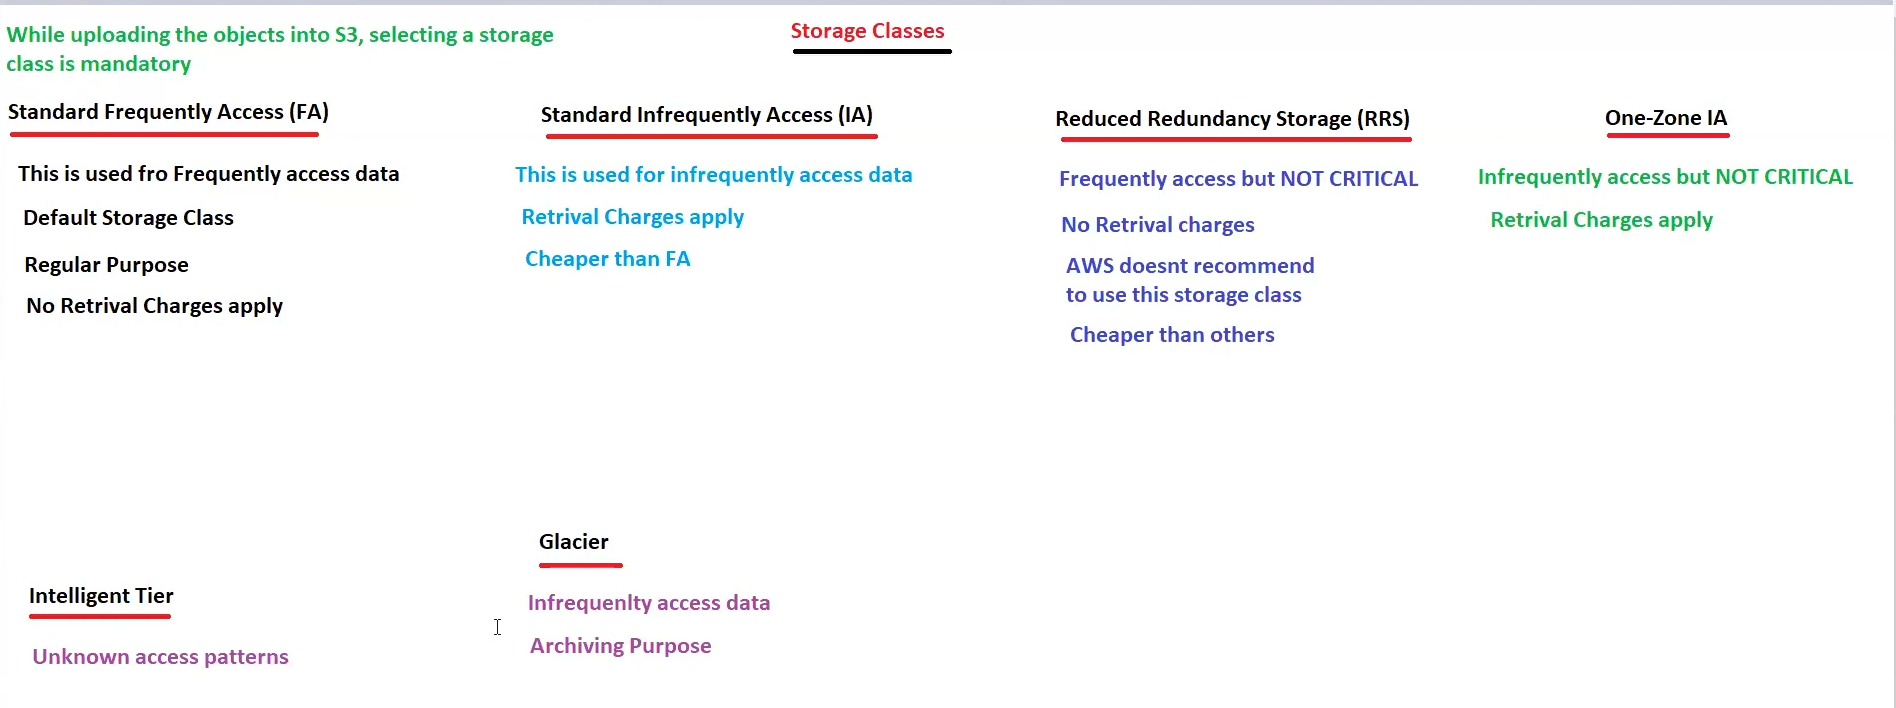 While uploading the objects into S3, selecting a storage
class is mandatory
Storage Classes
Standard Frequently Access (FA)
This is used fro Frequently access data
Default Storage Class
Regular Purpose
No Retrival Charges apply
Standard Infrequently Access (IA)
This is used for infrequently access data
Retrival Charges apply
Cheaper than FA
Reduced Redundancy Storage (RRS)
Frequently access but NOT CRITICAL
No Retrival charges
AWS doesnt recommend
to use this storage class
Cheaper than others
One-Zone IA
Infrequently access but NOT CRITICAL
Retrival Charges apply
Intelligent Tier
Unknown access patterns
Glacier
Infrequenlty access data
Archiving Purpose